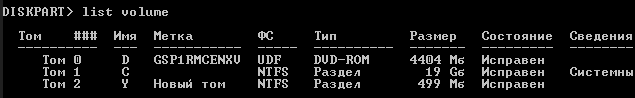 DISKPART> list volume
Том ### Имя Метка ФС Тип Размер Состояние Сведения
Том 0 D GSP1RMCENXV UDF DVD-ROM 4404 Мб Исправен
Том 1 C NTFS Раздел 19 Gб Исправен Системны
Том 2 Y Новый том NTFS Раздел 499 Мб Исправен